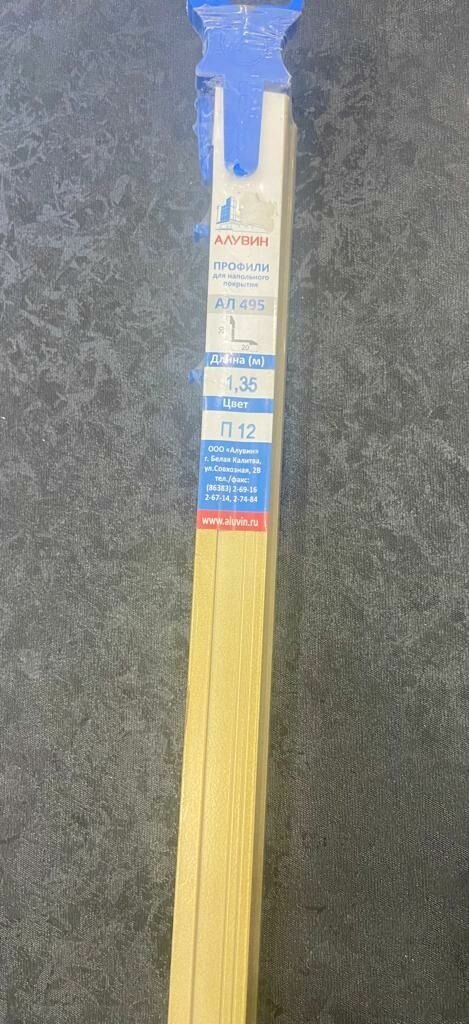 АЛУВИН
ПРОФИЛИ
для напольного
покрытия
АЛ 495
20
20
Длина (м)
1,35
Цвет
П 12
ООО «Алувин»
г. Белая Калитва,
ул.Совхозная, 2В
тел./факс:
(86383) 2-69-16
2-67-14, 2-74-84
www.aluvin.ru